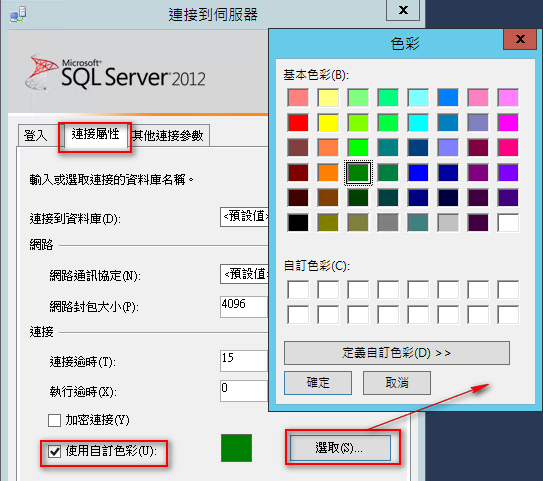 連接到伺服器
x
Microsoft
SQL Server 2012
登入
連接屬性
其他連接參數
輸入或選取連接的資料庫名稱。
連接到資料庫(D):
<預設值>
網路
網路通訊協定(N):
<預設值>
網路封包大小(P):
4096
連接
連接逾時(T):
15
執行逾時(X):
0
加密連接(Y)
使用自訂色彩(U):
選取(S)...
色彩
x
基本色彩(B):
自訂色彩(C):
定義自訂色彩(D) >>
確定
取消